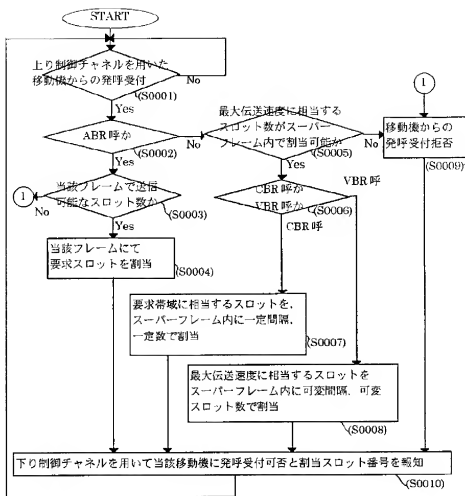 START
上り制御チャネルを用いた
移動機からの発呼受付
No
(S0001)
Yes
ABR呼か
No
(S0002)
Yes
最大伝送速度に相当する
スロット数がスーパー
フレーム内で割当可能か
No
(S0005)
Yes
1
移動機からの
発呼受付拒否
(S0009)
当該フレームで送信
可能なスロット数か
(S0003)
1
No
Yes
CBR呼か
VBR呼か
(S0006)
VBR呼
CBR呼
当該フレームにて
要求スロットを割当
(S0004)
要求帯域に相当するスロットを、
スーパーフレーム内に一定間隔、
一定数で割当
(S0007)
最大伝送速度に相当するスロットを
スーパーフレーム内に可変間隔、可変
スロット数で割当
(S0008)
下り制御チャネルを用いて当該移動機に発呼受付可否と割当スロット番号を報知
(S0010)